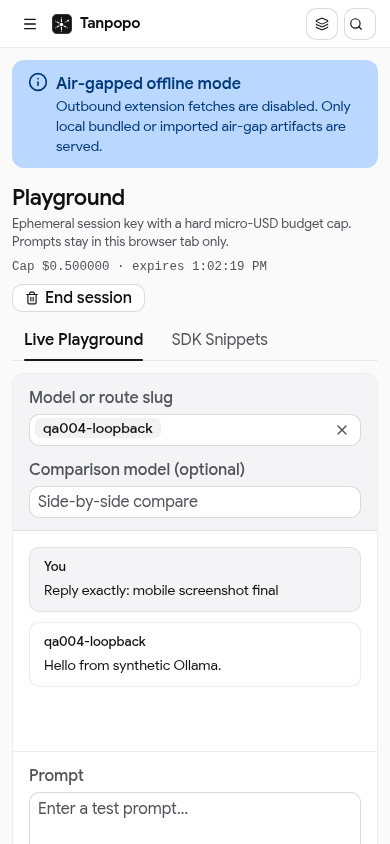 Tanpopo
Air-gapped offline mode
Outbound extension fetches are disabled. Only
local bundled or imported air-gap artifacts are
served.
Playground
Ephemeral session key with a hard micro-USD budget cap.
Prompts stay in this browser tab only.
Cap $0.500000 · expires 1:02:19 PM
End session
Live Playground SDK Snippets
Model or route slug
qa004-loopback
Comparison model (optional)
Side-by-side compare
You
Reply exactly: mobile screenshot final
qa004-loopback
Hello from synthetic Ollama.
Prompt
Enter a test prompt...